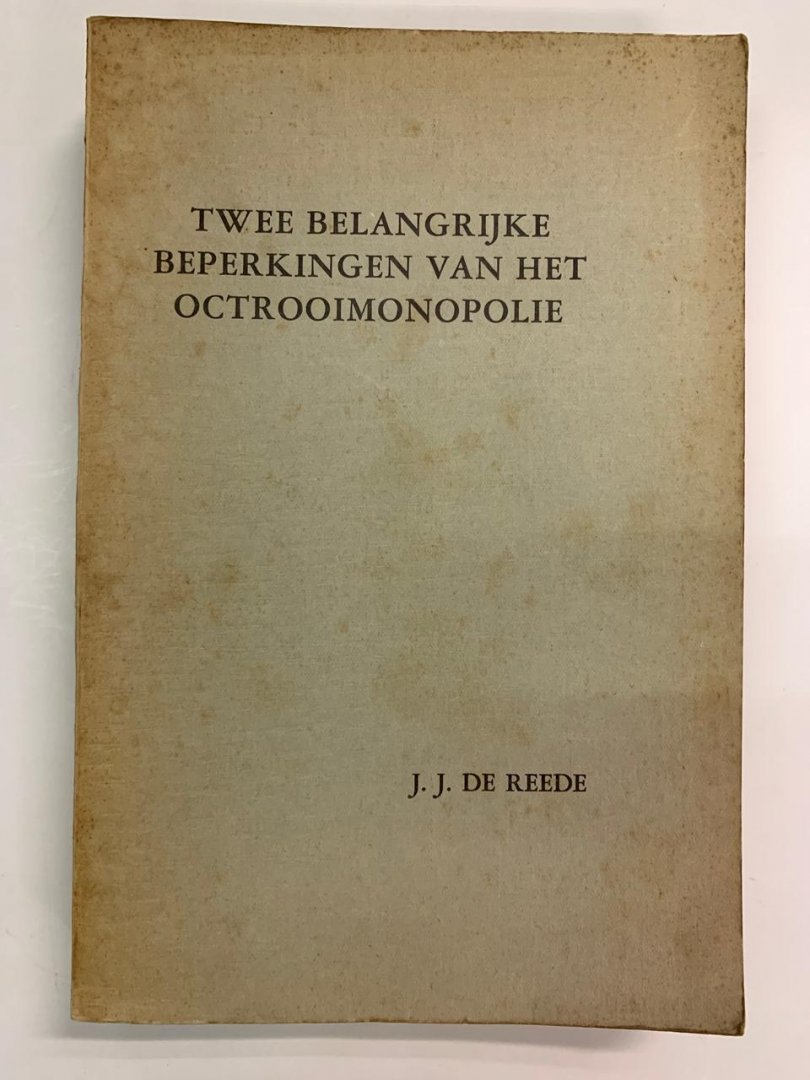 TWEE BELANGRIJKE
BEPERKINGEN VAN HET
OCTROOIMONOPOLIE
J. J. DE REEDE